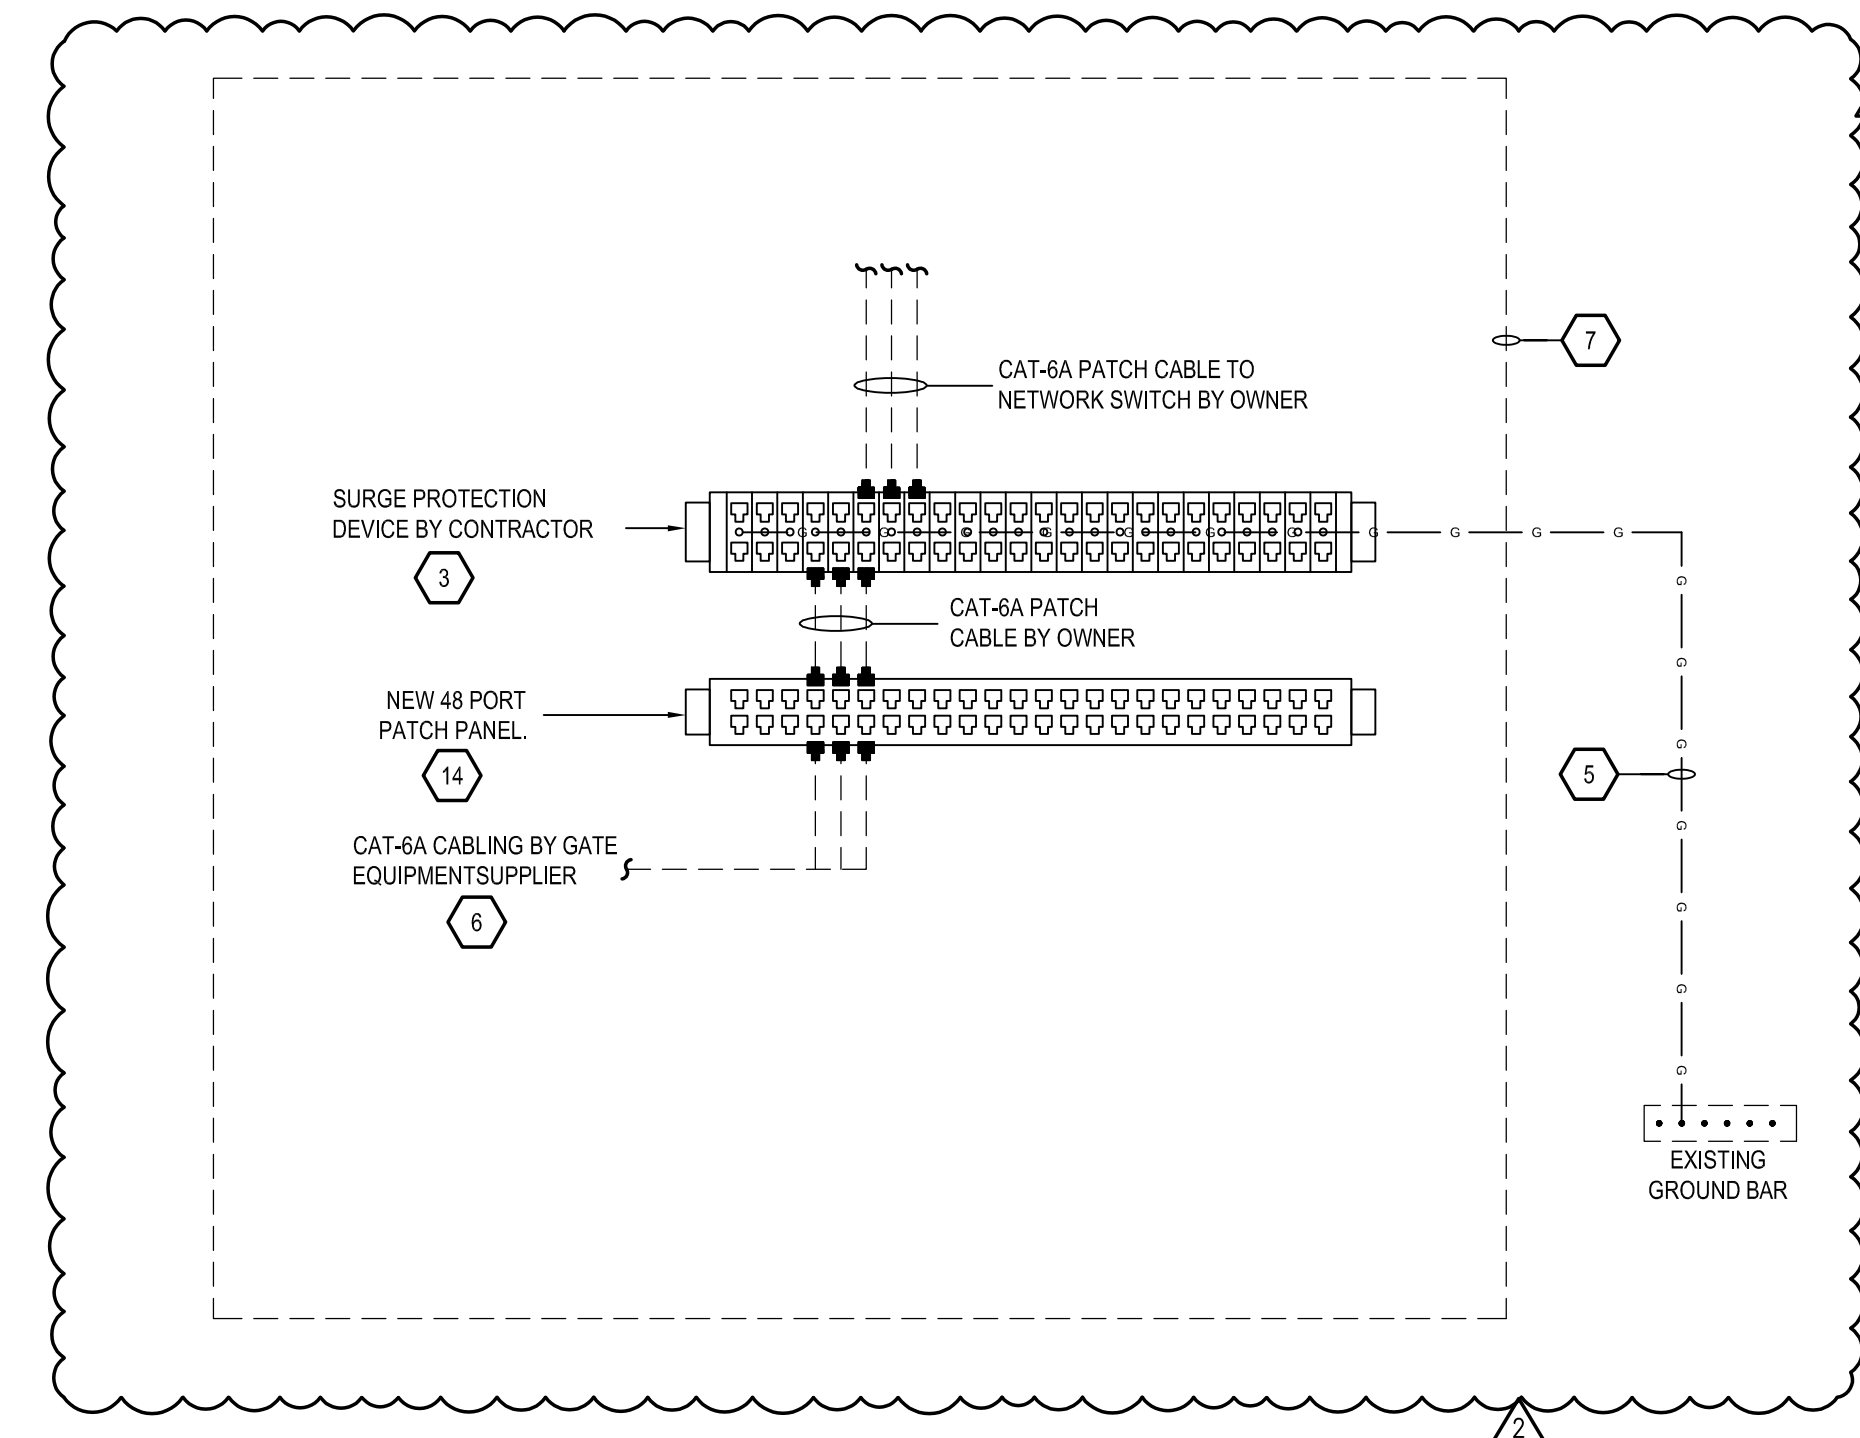 CAT-6A PATCH CABLE TO
NETWORK SWITCH BY OWNER
7
SURGE PROTECTION
DEVICE BY CONTRACTOR
3
G G G G G G G G G G G
CAT-6A PATCH
CABLE BY OWNER
NEW 48 PORT
PATCH PANEL.
14
5
G
G
G
G
G
G
G
CAT-6A CABLING BY GATE
EQUIPMENTSUPPLIER
6
EXISTING
GROUND BAR
2